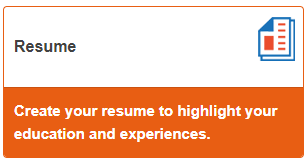 Resume
Create your resume to highlight your
education and experiences.